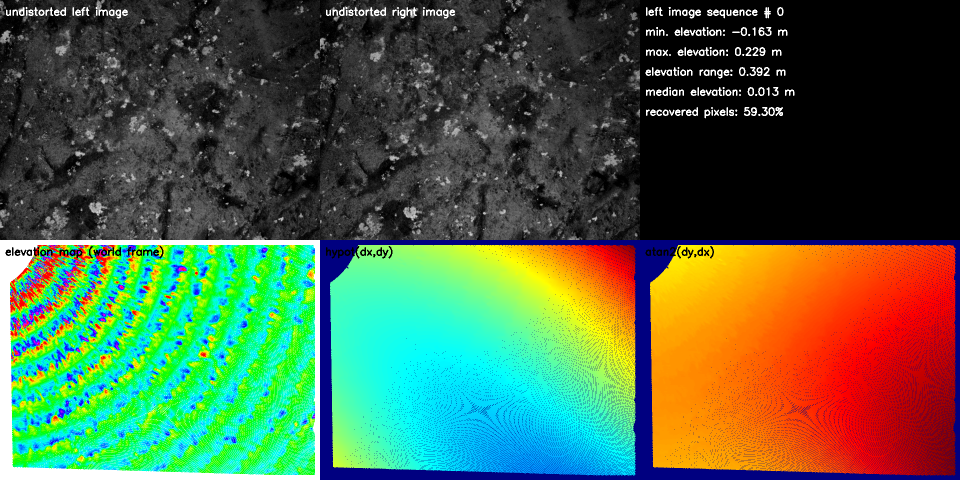 undistorted left image
undistorted right image
left image sequence # 0
min. elevation: -0.163 m
max. elevation: 0.229 m
elevation range: 0.392 m
median elevation: 0.013 m
recovered pixels: 59.30%
elevation map (world frame)
hypot(dx,dy)
atan2(dy,dx)